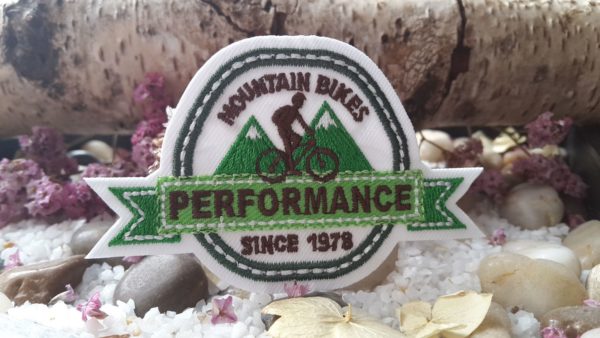 MOUNTAIN BIKES
PERFORMANCE
SINCE 1978